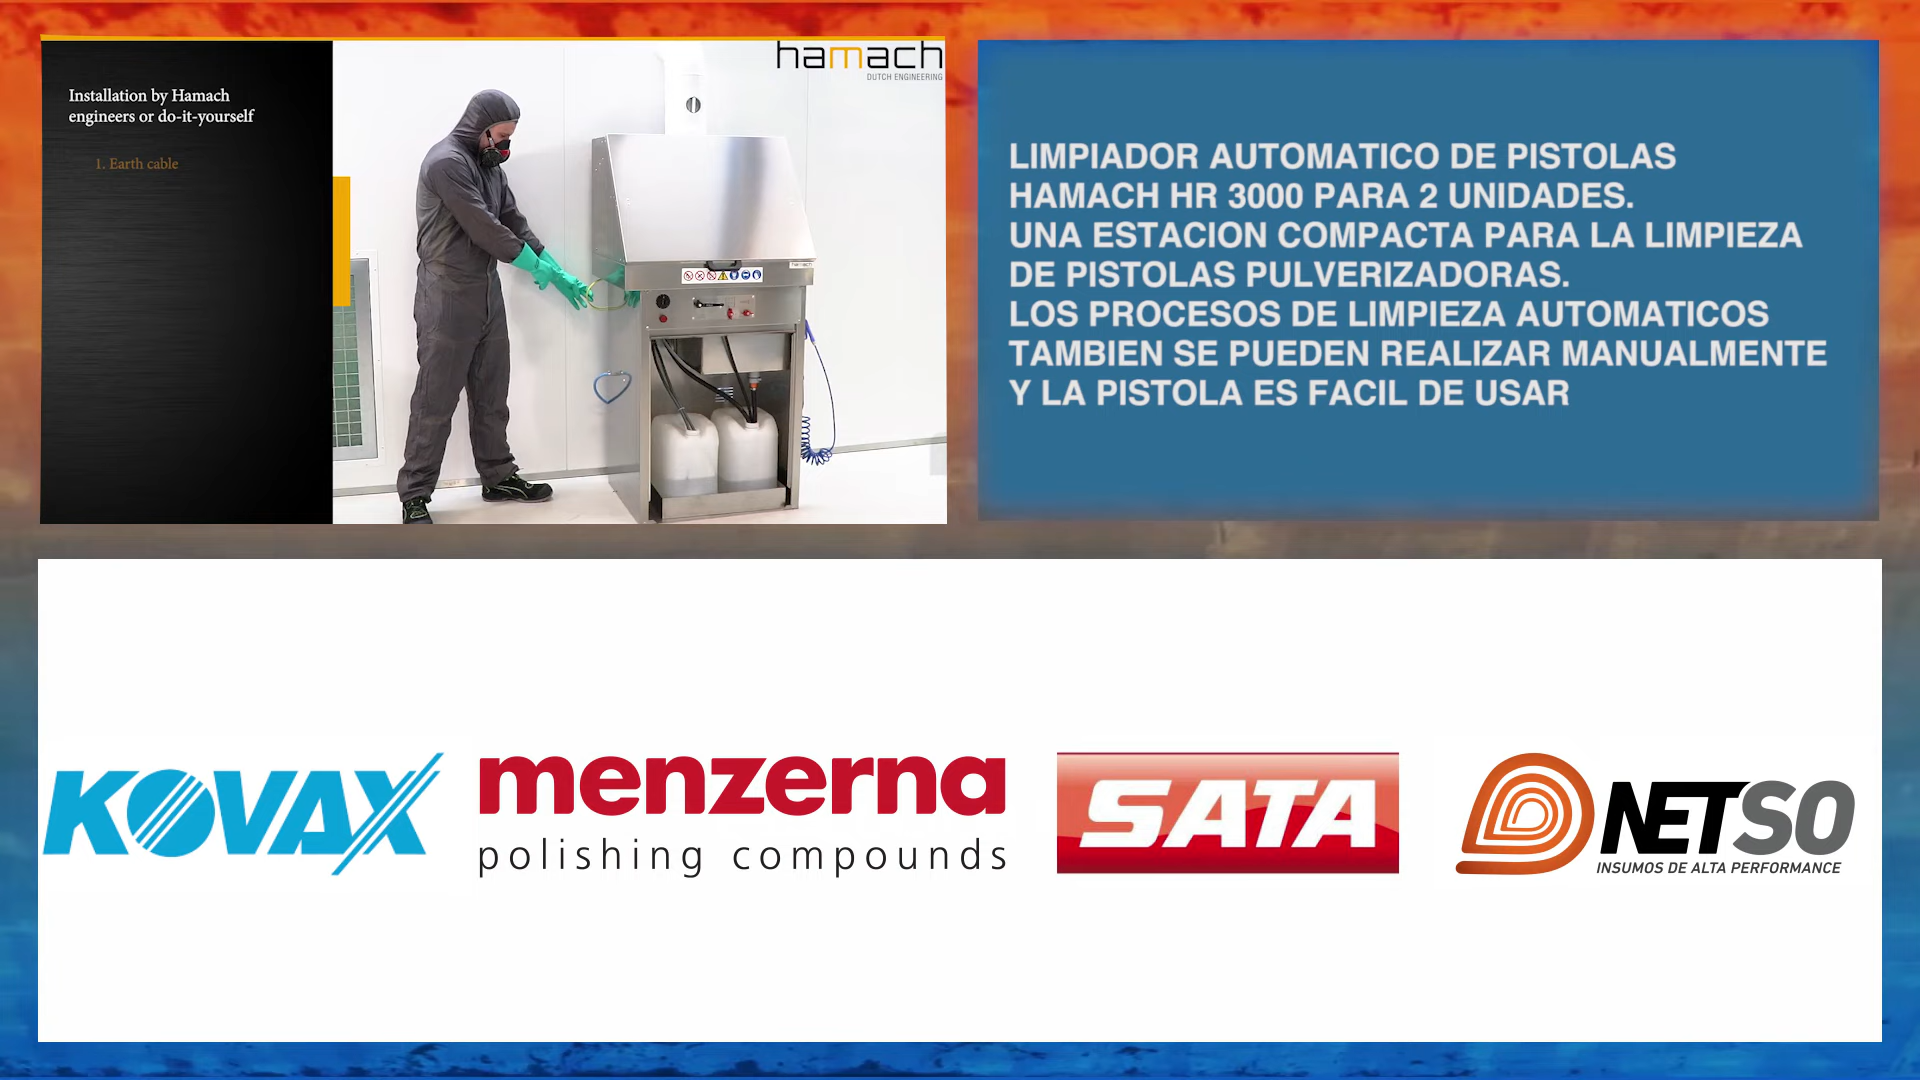 hamach
DUTCH ENGINEERING
Installation by Hamach
engineers or do-it-yourself
1. Earth cable
hamach
LIMPIADOR AUTOMATICO DE PISTOLAS
HAMACH HR 3000 PARA 2 UNIDADES.
UNA ESTACION COMPACTA PARA LA LIMPIEZA
DE PISTOLAS PULVERIZADORAS.
LOS PROCESOS DE LIMPIEZA AUTOMATICOS
TAMBIEN SE PUEDEN REALIZAR MANUALMENTE
Y LA PISTOLA ES FACIL DE USAR
KOVAX
menzerna
polishing compounds
SATA
NETSO
INSUMOS DE ALTA PERFORMANCE